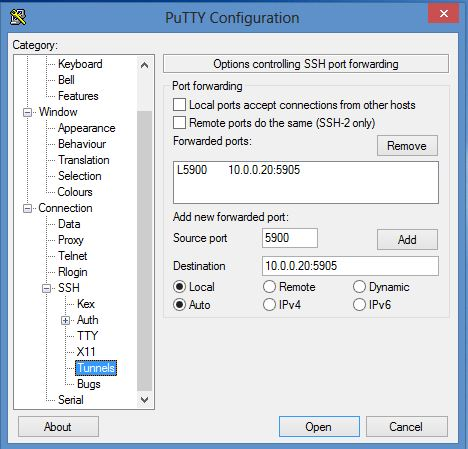 PuTTY Configuration
Category:
Keyboard
Bell
Features
Window
Appearance
Behaviour
Translation
Selection
Colours
Connection
Data
Proxy
Telnet
Rlogin
SSH
Kex
Auth
TTY
X11
Tunnels
Bugs
Serial
Options controlling SSH port forwarding
Port forwarding
Local ports accept connections from other hosts
Remote ports do the same (SSH-2 only)
Forwarded ports:
Remove
L5900 10.0.0.20:5905
Add new forwarded port:
Source port 5900 Add
Destination 10.0.0.20:5905
Local Remote Dynamic
Auto IPv4 IPv6
About Open Cancel